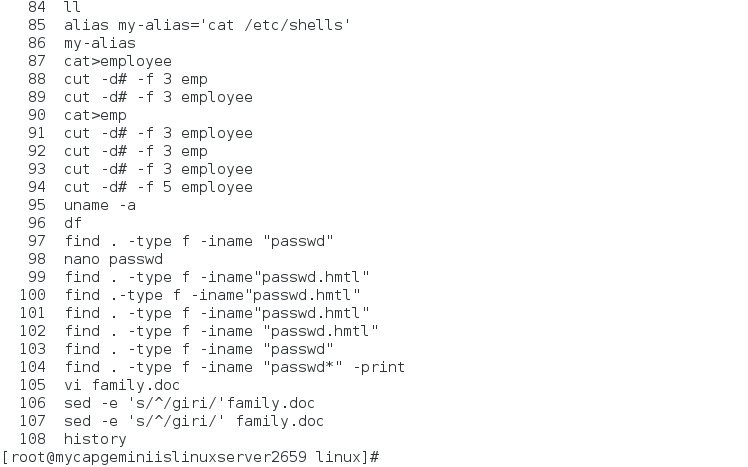 84 ll
85 alias my-alias='cat /etc/shells'
86 my-alias
87 cat>employee
88 cut -d# -f 3 emp
89 cut -d# -f 3 employee
90 cat>emp
91 cut -d# -f 3 employee
92 cut -d# -f 3 emp
93 cut -d# -f 3 employee
94 cut -d# -f 5 employee
95 uname -a
96 df
97 find . -type f -iname "passwd"
98 nano passwd
99 find . -type f -iname"passwd.hmtl"
100 find .-type f -iname"passwd.hmtl"
101 find . -type f -iname"passwd.hmtl"
102 find . -type f -iname "passwd.hmtl"
103 find . -type f -iname "passwd"
104 find . -type f -iname "passwd*" -print
105 vi family.doc
106 sed -e 's/^/giri/'family.doc
107 sed -e 's/^/giri/' family.doc
108 history
[root@mycapgeminiislinuxserver2659 linux]#